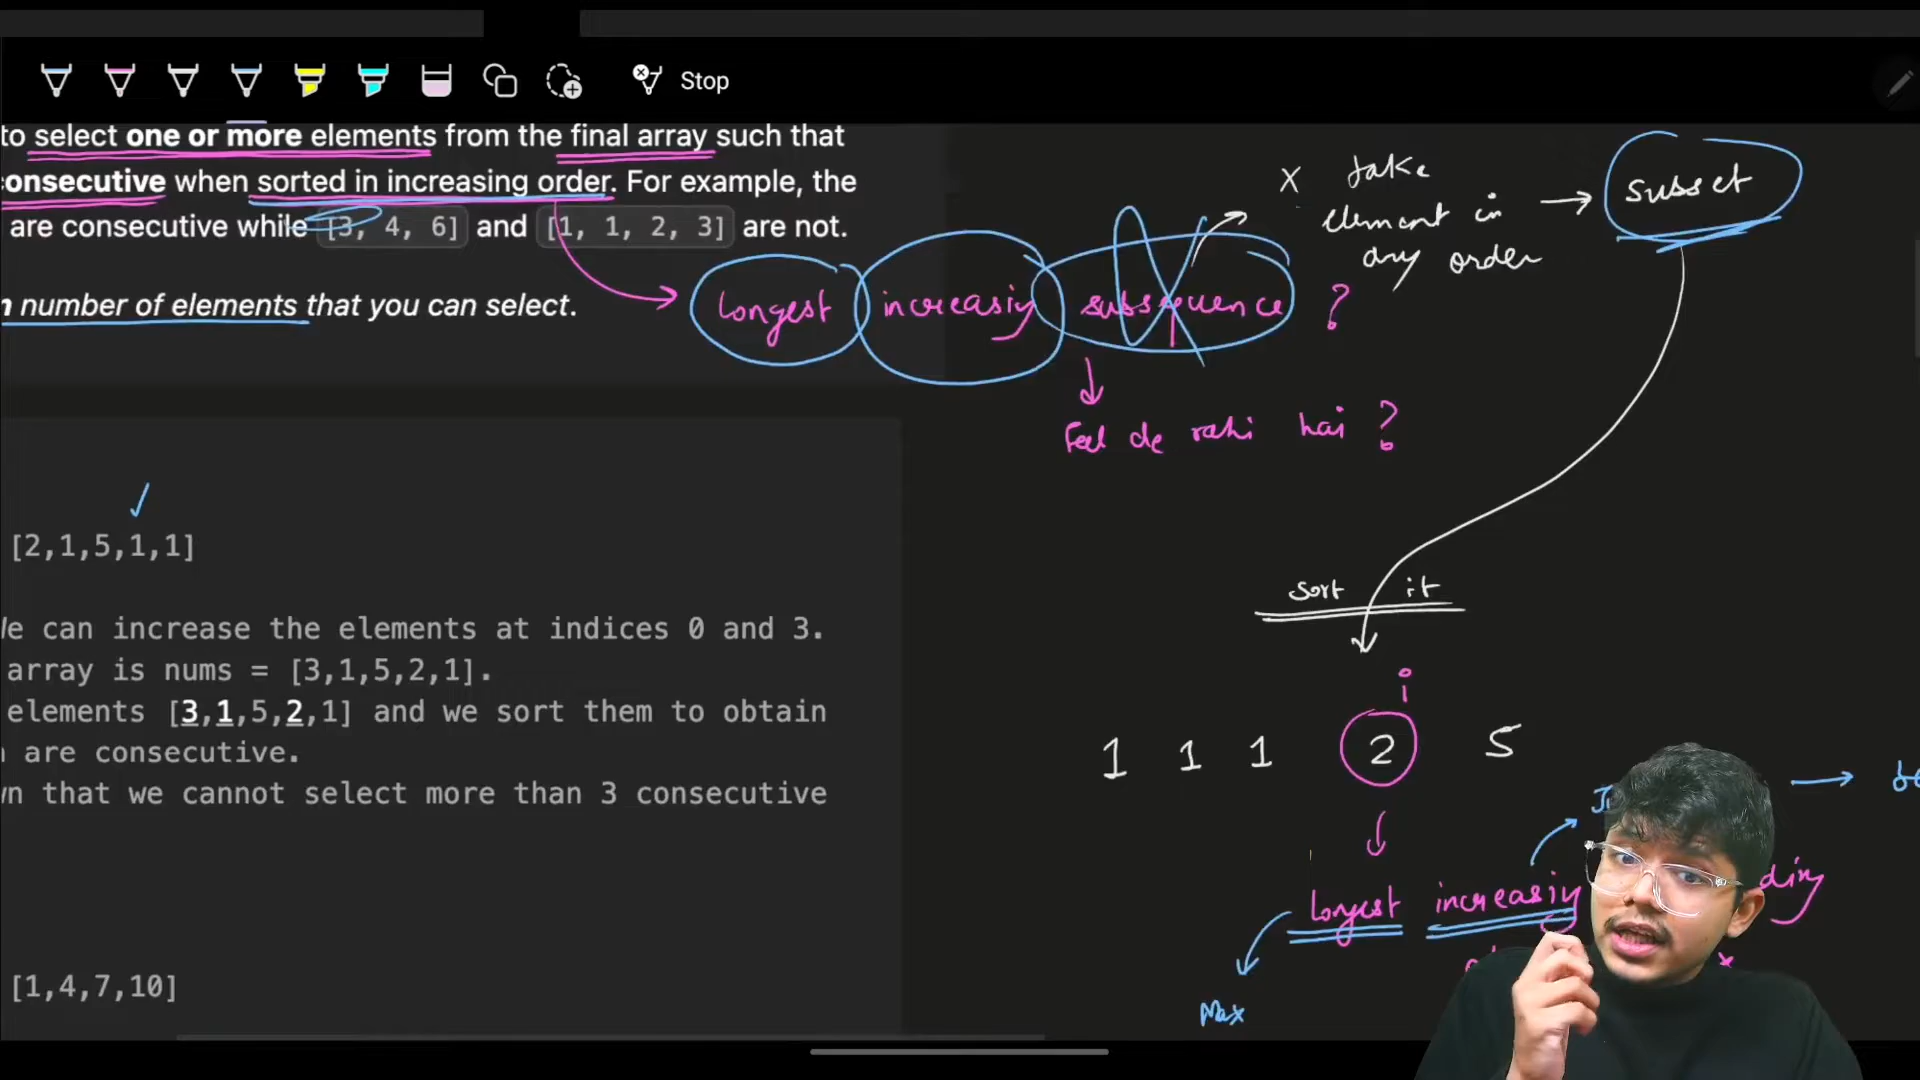 Stop
to select one or more elements from the final array such that
onsecutive when sorted in increasing order. For example, the
are consecutive while [3, 4, 6] and [1, 1, 2, 3] are not.
number of elements that you can select.
x take
element in
any order
subset
longest increasing subsequence ?
Feel de rahi hai ?
[2,1,5,1,1]
e can increase the elements at indices 0 and 3.
array is nums = [3,1,5,2,1].
elements [3,1,5,2,1] and we sort them to obtain
are consecutive.
n that we cannot select more than 3 consecutive
[1,4,7,10]
sort it
i
1 1 1 2 5
longest increasing
Max